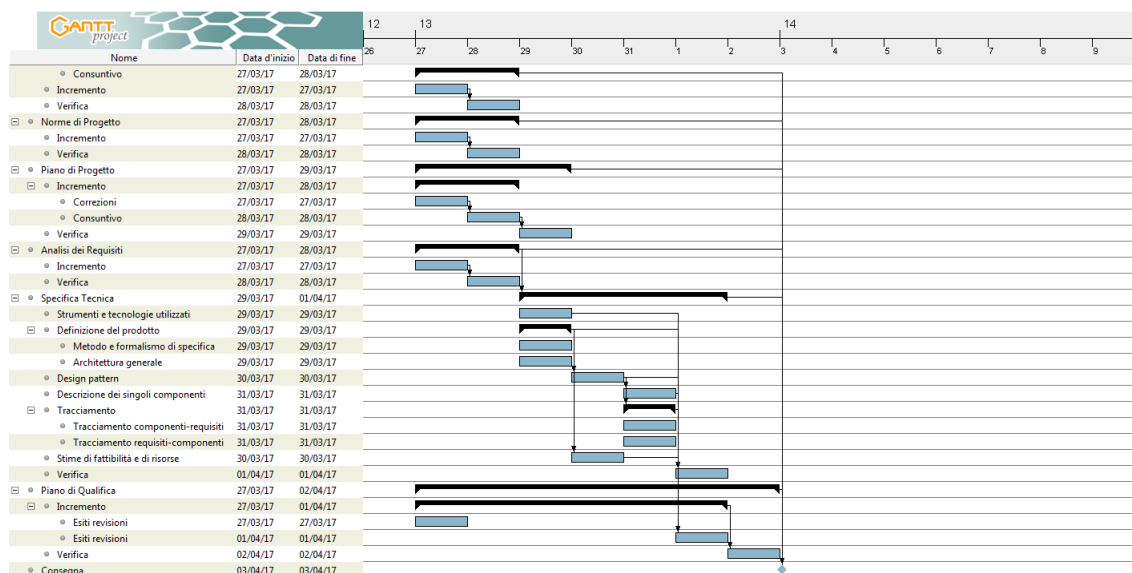 GANTT
project
12 13 14
Nome Data d'inizio Data di fine
26 27 28 29 30 31 1 2 3 4 5 6 7 8 9
Consuntivo 27/03/17 28/03/17
Incremento 27/03/17 27/03/17
Verifica 28/03/17 28/03/17
Norme di Progetto 27/03/17 28/03/17
Incremento 27/03/17 27/03/17
Verifica 28/03/17 28/03/17
Piano di Progetto 27/03/17 29/03/17
Incremento 27/03/17 28/03/17
Correzioni 27/03/17 27/03/17
Consuntivo 28/03/17 28/03/17
Verifica 29/03/17 29/03/17
Analisi dei Requisiti 27/03/17 28/03/17
Incremento 27/03/17 27/03/17
Verifica 28/03/17 28/03/17
Specifica Tecnica 29/03/17 01/04/17
Strumenti e tecnologie utilizzati 29/03/17 29/03/17
Definizione del prodotto 29/03/17 29/03/17
Metodo e formalismo di specifica 29/03/17 29/03/17
Architettura generale 29/03/17 29/03/17
Design pattern 30/03/17 30/03/17
Descrizione dei singoli componenti 31/03/17 31/03/17
Tracciamento 31/03/17 31/03/17
Tracciamento componenti-requisiti 31/03/17 31/03/17
Tracciamento requisiti-componenti 31/03/17 31/03/17
Stime di fattibilità e di risorse 30/03/17 30/03/17
Verifica 01/04/17 01/04/17
Piano di Qualifica 27/03/17 02/04/17
Incremento 27/03/17 01/04/17
Esiti revisioni 27/03/17 27/03/17
Esiti revisioni 01/04/17 01/04/17
Verifica 02/04/17 02/04/17
Consegna 03/04/17 03/04/17